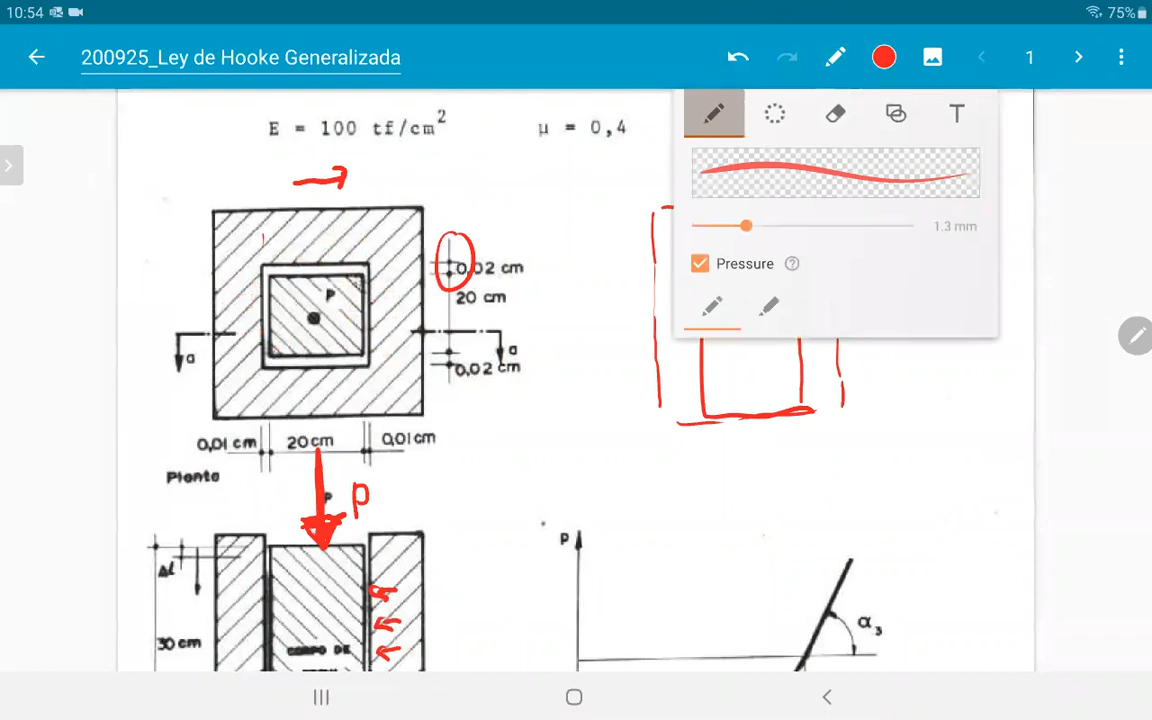 10:54
75%
200925_Ley de Hooke Generalizada
1
E = 100 tf/cm²
μ = 0,4
T
1.3 mm
Pressure
?
P
0,02 cm
20 cm
a
a
0,02 cm
0,01 cm
20 cm
0,01 cm
Planta
P
P
Δℓ
30 cm
CORPO DE
P
α₃